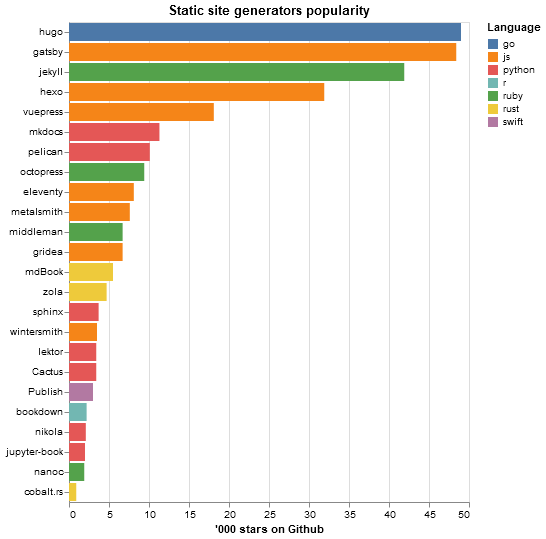 Static site generators popularity
hugo
gatsby
jekyll
hexo
vuepress
mkdocs
pelican
octopress
eleventy
metalsmith
middleman
gridea
mdBook
zola
sphinx
wintersmith
lektor
Cactus
Publish
bookdown
nikola
jupyter-book
nanoc
cobalt.rs
0 5 10 15 20 25 30 35 40 45 50
'000 stars on Github
Language
go
js
python
r
ruby
rust
swift